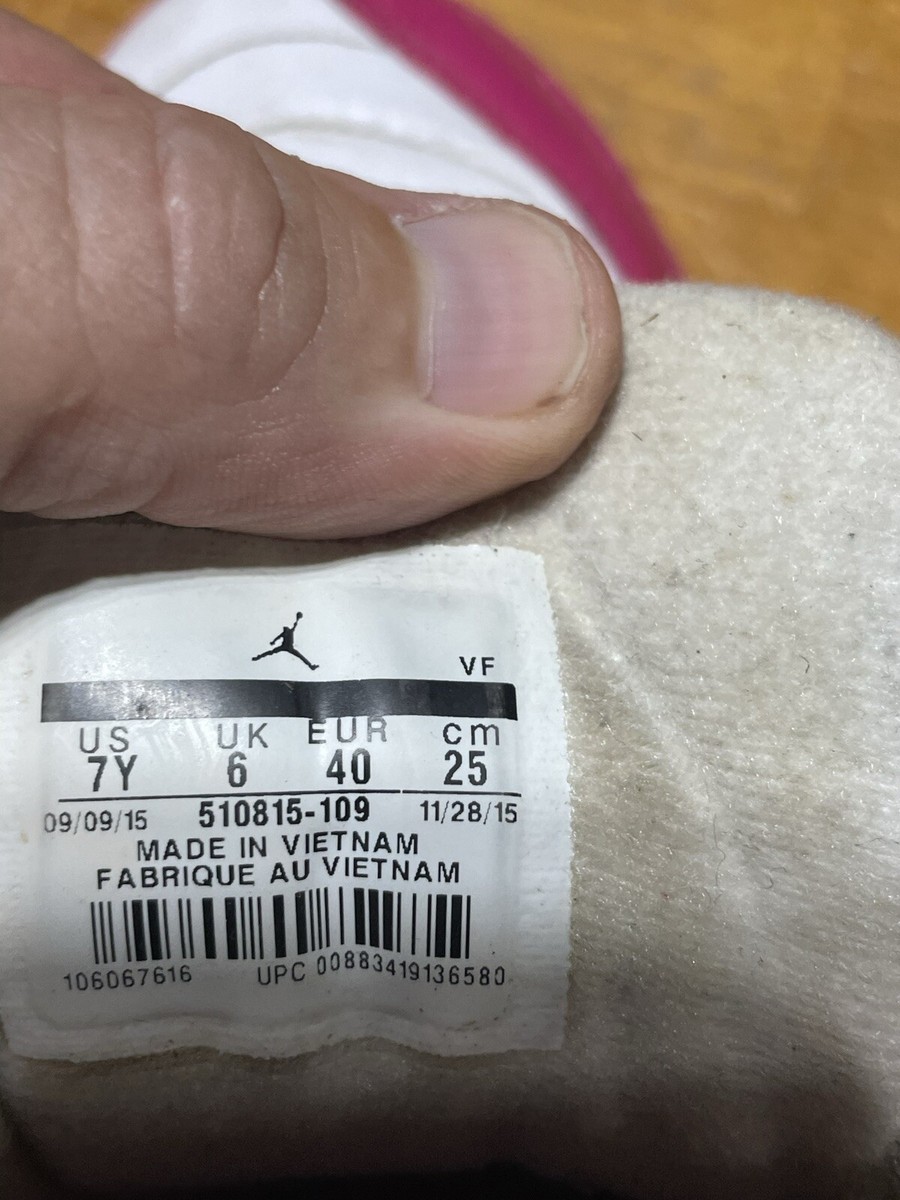 VF
US UK EUR cm
7Y 6 40 25
09/09/15 510815-109 11/28/15
MADE IN VIETNAM
FABRIQUE AU VIETNAM
106067616 UPC 00883419136580